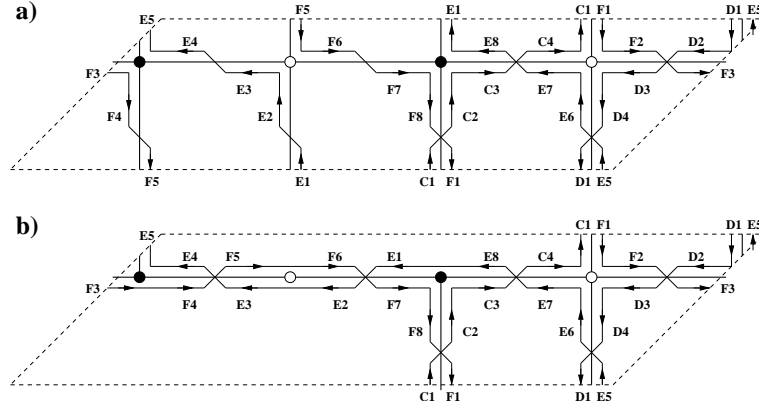 a)
E5 F5 E1 C1 F1 D1 E5
E4 F6 E8 C4 F2 D2
F3 E3 F7 C3 E7 D3 F3
F4 E2 F8 C2 E6 D4
F5 E1 C1 F1 D1 E5
b)
C1 F1 D1 E5
E5 E4 F5 F6 E1 E8 C4 F2 D2
F3 F4 E3 E2 F7 C3 E7 D3 F3
F8 C2 E6 D4
C1 F1 D1 E5